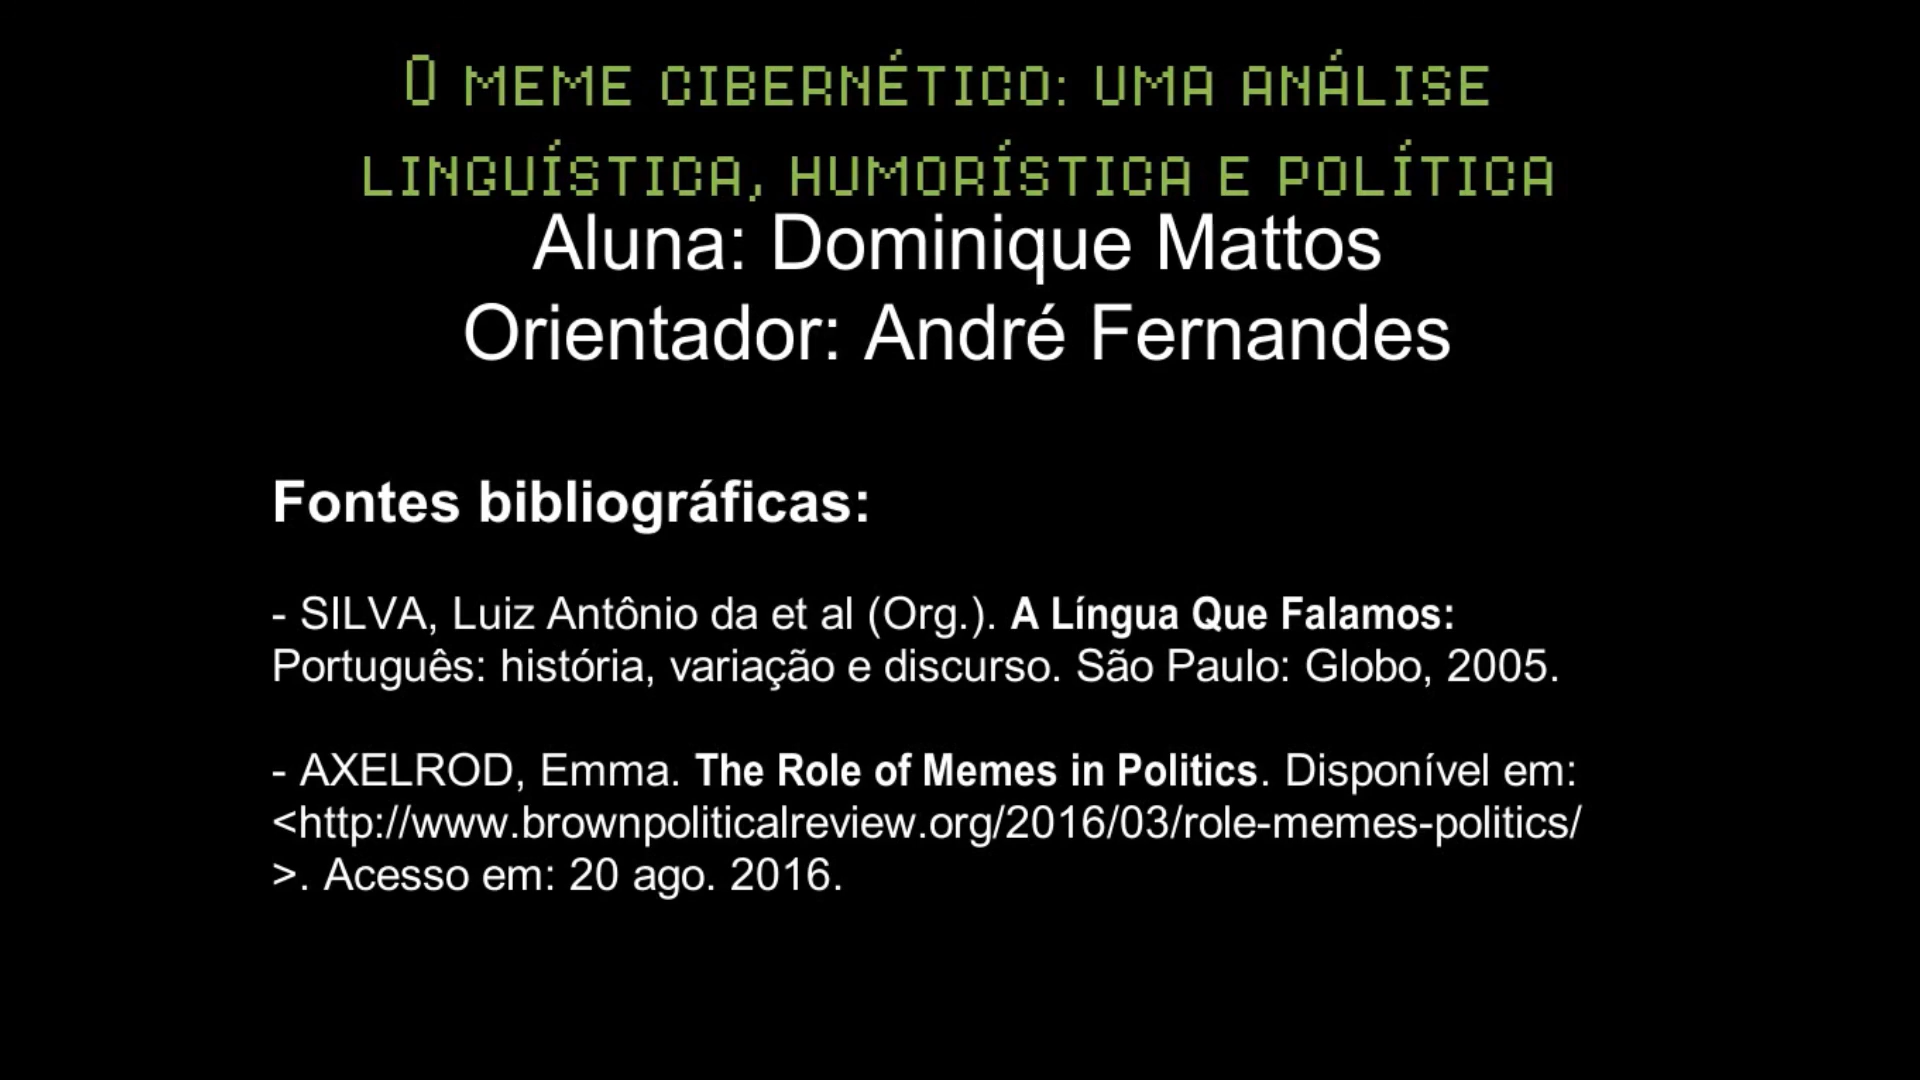 O MEME CIBERNÉTICO: UMA ANÁLISE
LINGUÍSTICA, HUMORÍSTICA E POLÍTICA
Aluna: Dominique Mattos
Orientador: André Fernandes
Fontes bibliográficas:
- SILVA, Luiz Antônio da et al (Org.). A Língua Que Falamos:
Português: história, variação e discurso. São Paulo: Globo, 2005.
- AXELROD, Emma. The Role of Memes in Politics. Disponível em:
<http://www.brownpoliticalreview.org/2016/03/role-memes-politics/
>. Acesso em: 20 ago. 2016.